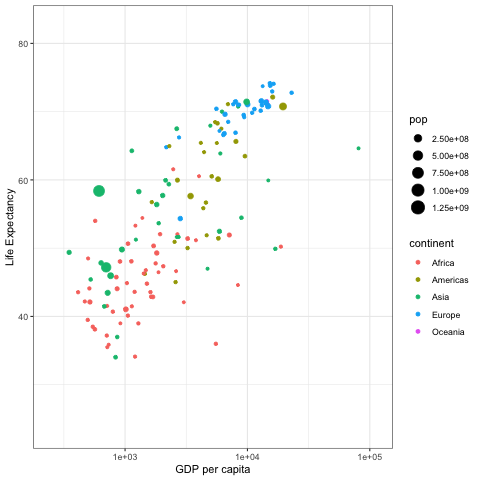 80
60
40
Life Expectancy
1e+03
1e+04
1e+05
GDP per capita
pop
2.50e+08
5.00e+08
7.50e+08
1.00e+09
1.25e+09
continent
Africa
Americas
Asia
Europe
Oceania